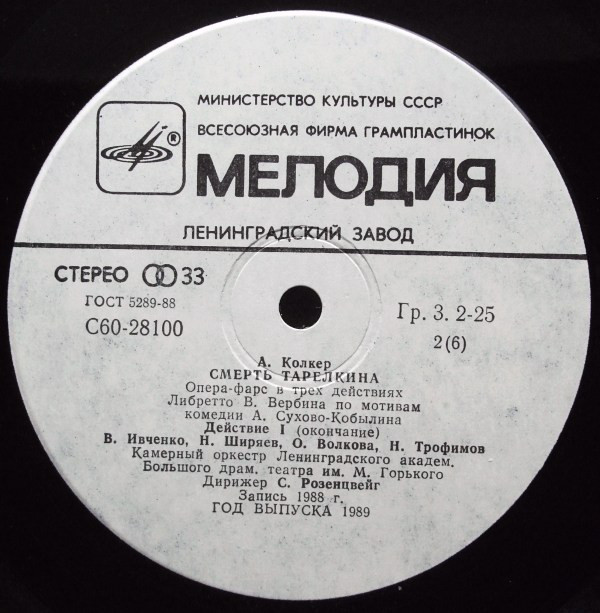 МИНИСТЕРСТВО КУЛЬТУРЫ СССР
ВСЕСОЮЗНАЯ ФИРМА ГРАМПЛАСТИНОК
®
МЕЛОДИЯ
ЛЕНИНГРАДСКИЙ ЗАВОД
СТЕРЕО 33
ГОСТ 5289-88
С60-28100
Гр. 3. 2-25
2(6)
А. Колкер
СМЕРТЬ ТАРЕЛКИНА
Опера-фарс в трех действиях
Либретто В. Вербина по мотивам
комедии А. Сухово-Кобылина
Действие I (окончание)
В. Ивченко, Н. Ширяев, О. Волкова, Н. Трофимов
Камерный оркестр Ленинградского академ.
Большого драм. театра им. М. Горького
Дирижер С. Розенцвейг
Запись 1988 г.
ГОД ВЫПУСКА 1989